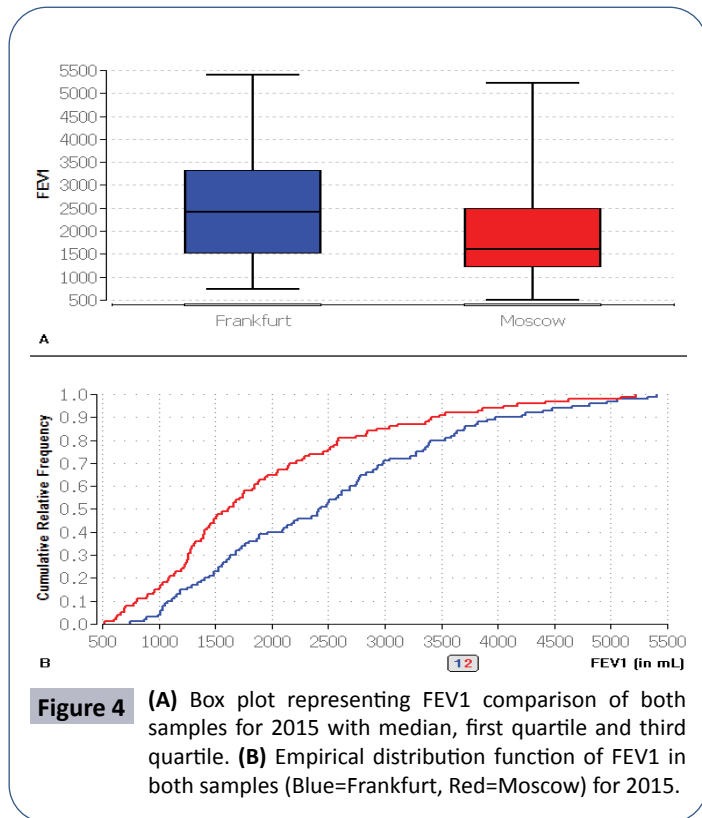 5500
5000
4500
4000
3500
3000
2500
2000
1500
1000
500
FEV1
Frankfurt
Moscow
A
1.0
0.9
0.8
0.7
0.6
0.5
0.4
0.3
0.2
0.1
0.0
Cumulative Relative Frequency
500 1000 1500 2000 2500 3000 3500 4000 4500 5000 5500
B
12
FEV1 (in mL)
Figure 4
(A) Box plot representing FEV1 comparison of both
samples for 2015 with median, first quartile and third
quartile. (B) Empirical distribution function of FEV1 in
both samples (Blue=Frankfurt, Red=Moscow) for 2015.